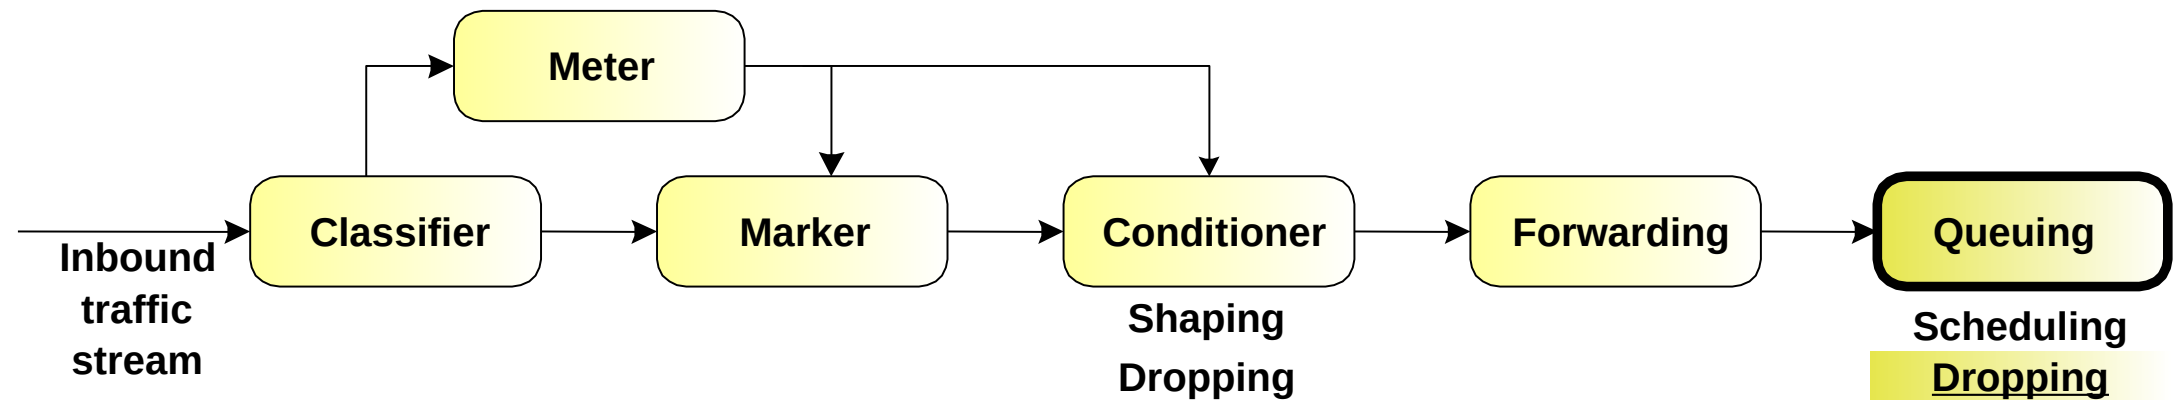 Meter
Classifier
Marker
Conditioner
Forwarding
Queuing
Inbound
traffic
stream
Shaping
Dropping
Scheduling
Dropping